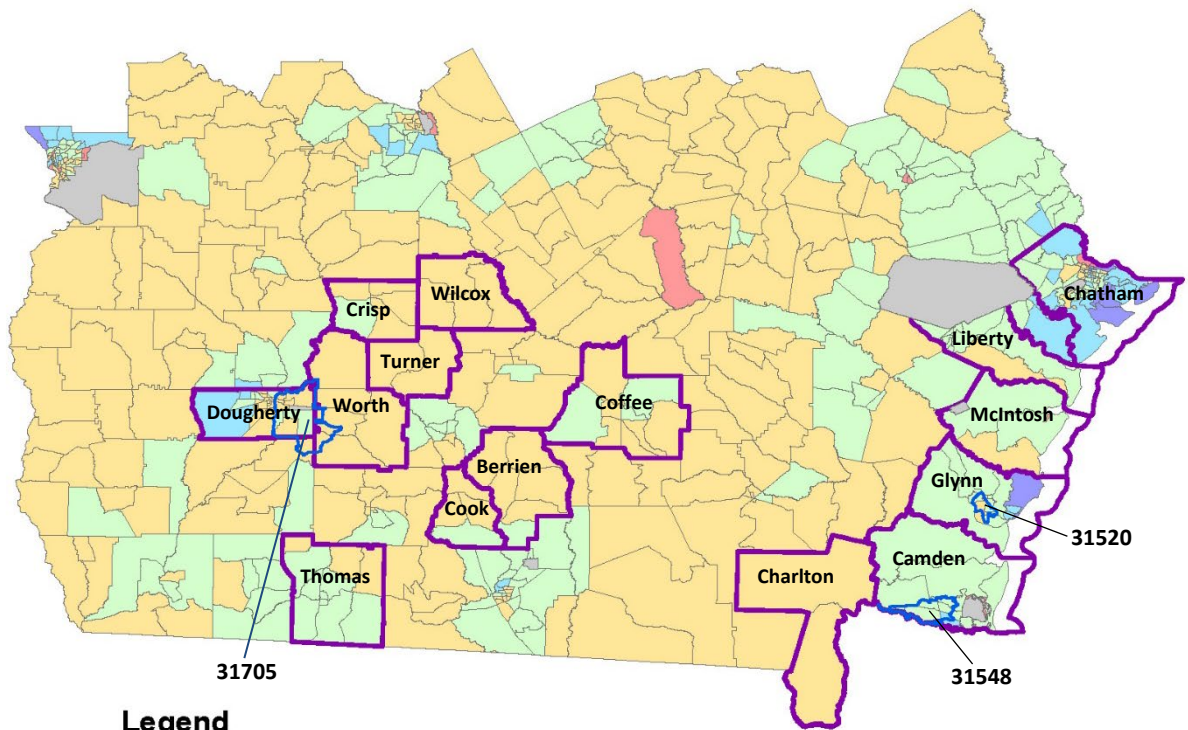 Wilcox
Crisp
Chatham
Liberty
Turner
Dougherty
Worth
Coffee
McIntosh
Berrien
Glynn
Cook
31520
Camden
Thomas
Charlton
31705
31548
Legend